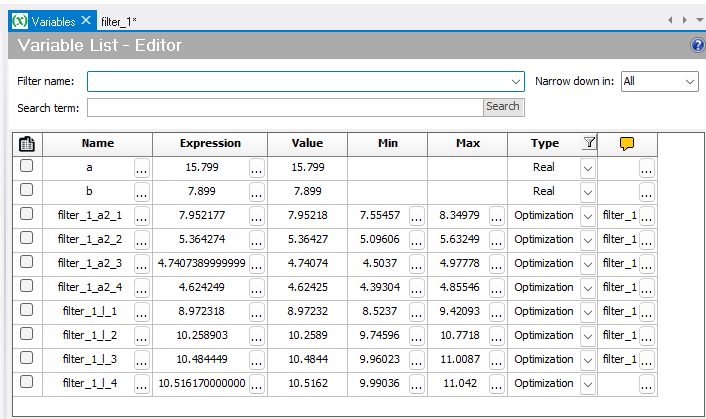 (x) Variables × filter_1*
Variable List - Editor ?
Filter name: Narrow down in: All
Search term: Search
Name Expression Value Min Max Type
a ... 15.799 ... 15.799 Real ...
b ... 7.899 ... 7.899 Real ...
filter_1_a2_1 ... 7.952177 ... 7.95218 7.55457 ... 8.34979 ... Optimization filter_1 ...
filter_1_a2_2 ... 5.364274 ... 5.36427 5.09606 ... 5.63249 ... Optimization filter_1 ...
filter_1_a2_3 ... 4.7407389999999 ... 4.74074 4.5037 ... 4.97778 ... Optimization filter_1 ...
filter_1_a2_4 ... 4.624249 ... 4.62425 4.39304 ... 4.85546 ... Optimization filter_1 ...
filter_1_l_1 ... 8.972318 ... 8.97232 8.5237 ... 9.42093 ... Optimization filter_1 ...
filter_1_l_2 ... 10.258903 ... 10.2589 9.74596 ... 10.7718 ... Optimization filter_1 ...
filter_1_l_3 ... 10.484449 ... 10.4844 9.96023 ... 11.0087 ... Optimization filter_1 ...
filter_1_l_4 ... 10.516170000000 ... 10.5162 9.99036 ... 11.042 ... Optimization ...